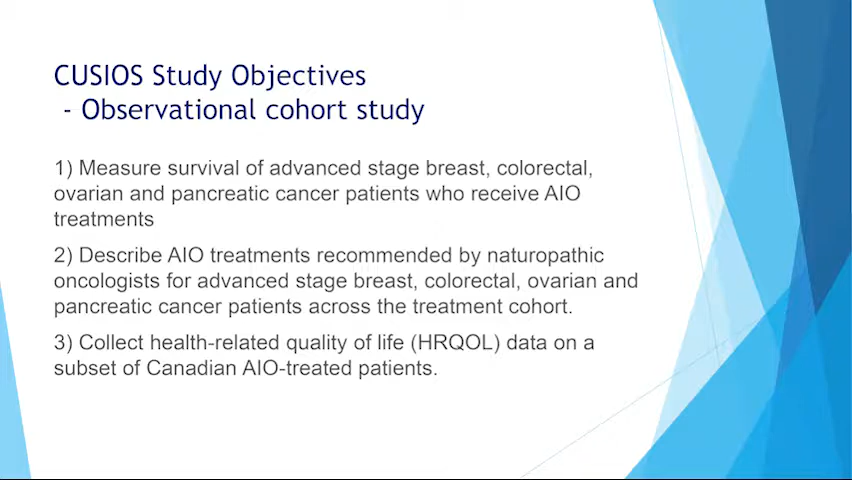 CUSIOS Study Objectives
- Observational cohort study
1) Measure survival of advanced stage breast, colorectal,
ovarian and pancreatic cancer patients who receive AIO
treatments
2) Describe AIO treatments recommended by naturopathic
oncologists for advanced stage breast, colorectal, ovarian and
pancreatic cancer patients across the treatment cohort.
3) Collect health-related quality of life (HRQOL) data on a
subset of Canadian AIO-treated patients.